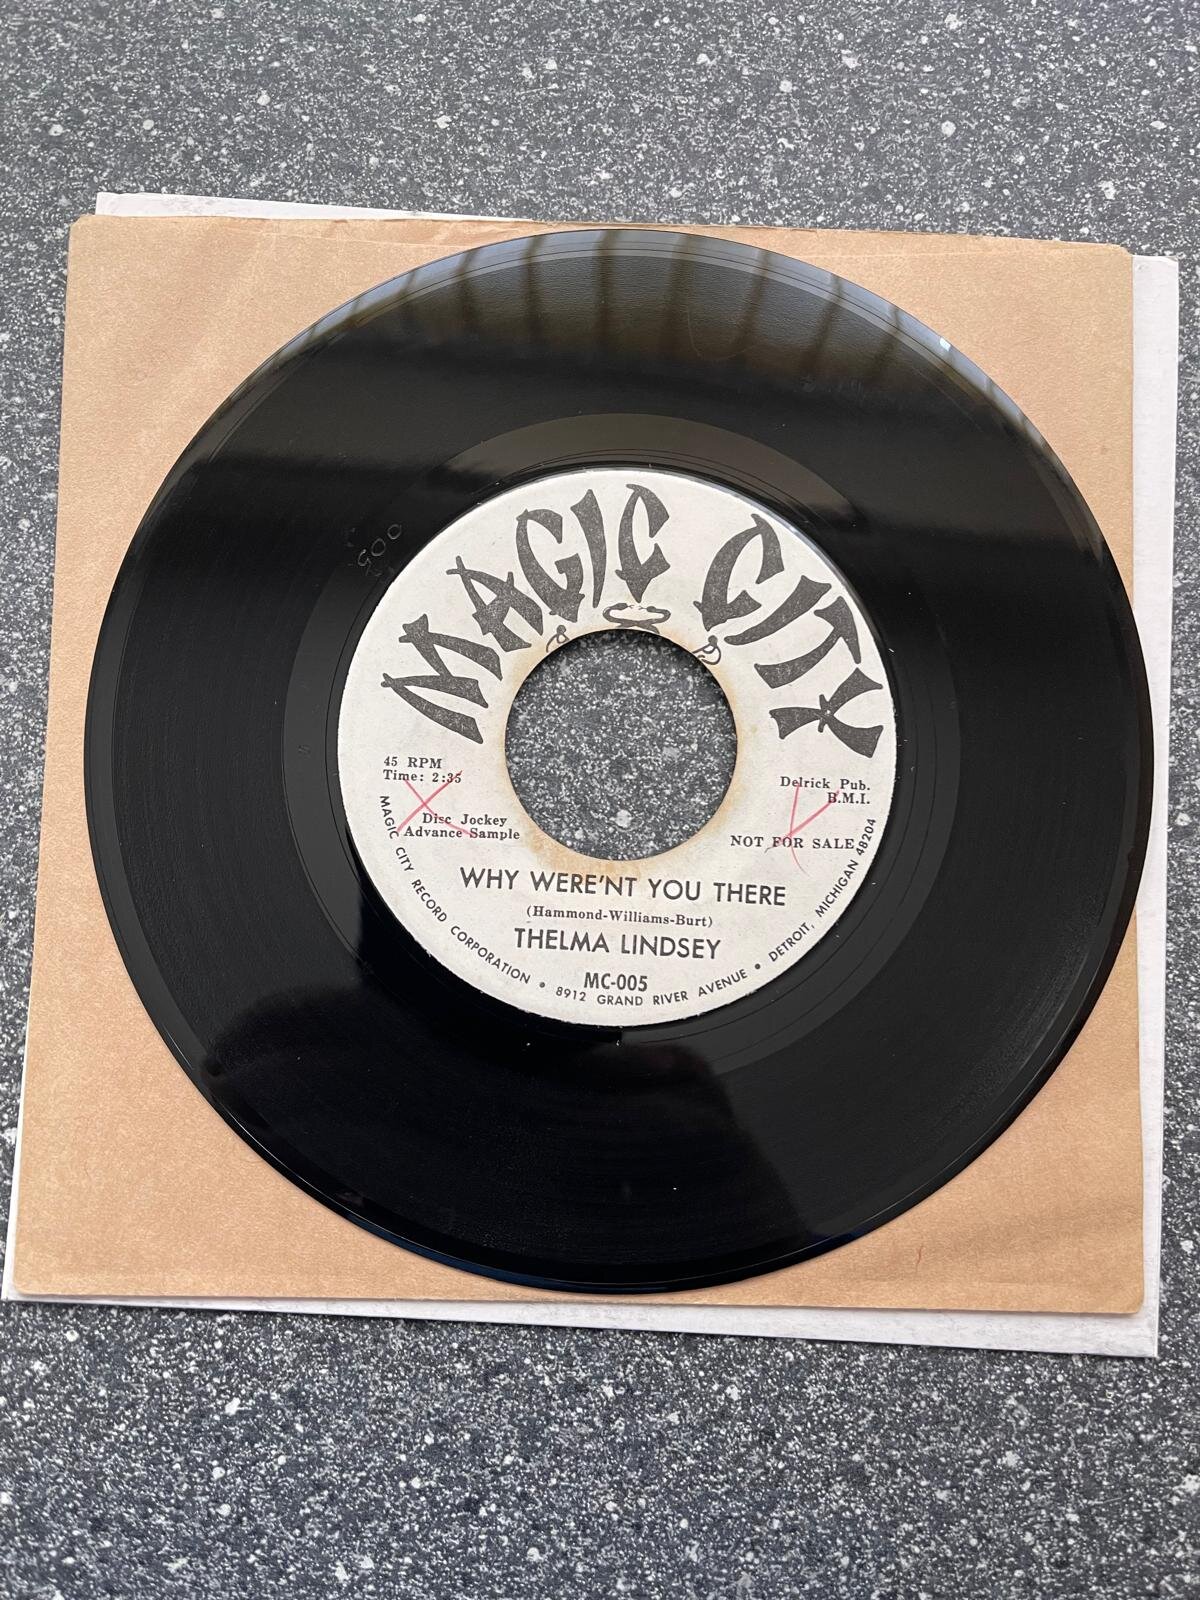 MAGIC CITY
45 RPM
Time: 2:35
Disc Jockey
Advance Sample
Delrick Pub.
B.M.I.
NOT FOR SALE
WHY WERE'NT YOU THERE
(Hammond-Williams-Burt)
THELMA LINDSEY
MC-005
MAGIC CITY RECORD CORPORATION • 8912 GRAND RIVER AVENUE • DETROIT, MICHIGAN 48204
005